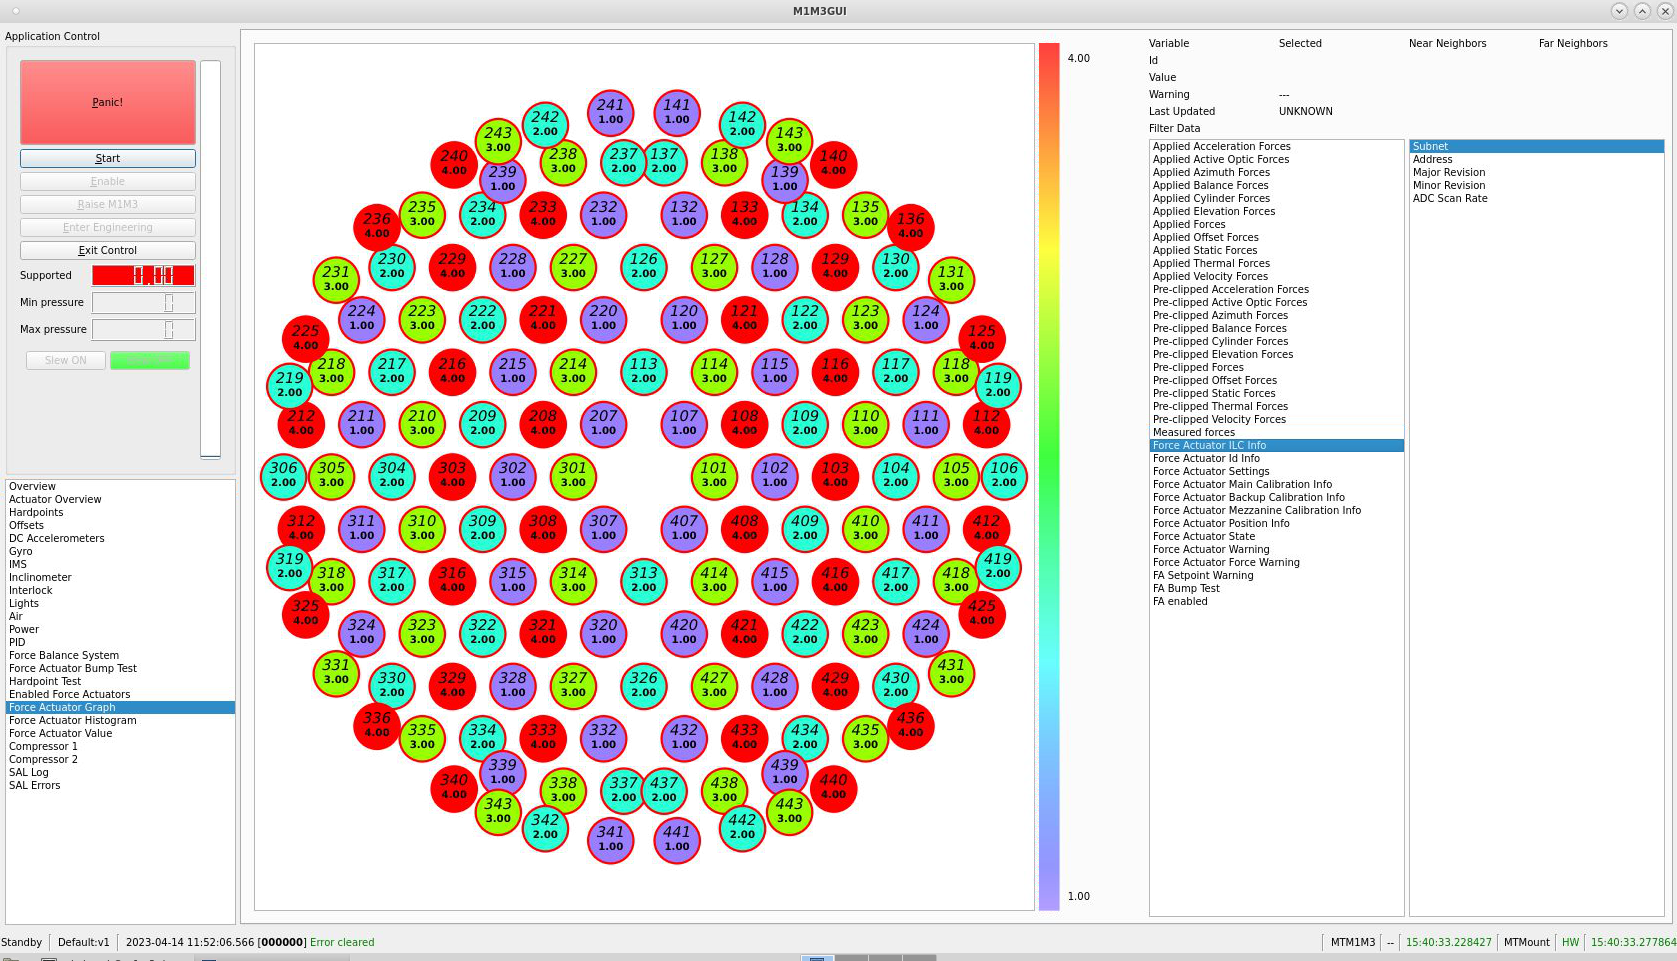 M1M3GUI
Application Control
Panic!
Start
Enable
Raise M1M3
Enter Engineering
Exit Control
Supported
Min pressure
Max pressure
Slew ON
Overview
Actuator Overview
Hardpoints
Offsets
DC Accelerometers
Gyro
IMS
Inclinometer
Interlock
Lights
Air
Power
PID
Force Balance System
Force Actuator Bump Test
Hardpoint Test
Enabled Force Actuators
Force Actuator Graph
Force Actuator Histogram
Force Actuator Value
Compressor 1
Compressor 2
SAL Log
SAL Errors
241 141
1.00 1.00
242 142
2.00 2.00
243 143
3.00 3.00
240 238 237 137 138 140
4.00 3.00 2.00 2.00 3.00 4.00
239 139
1.00 1.00
236 235 234 233 232 132 133 134 135 136
4.00 3.00 2.00 4.00 1.00 1.00 4.00 2.00 3.00 4.00
231 230 229 228 227 126 127 128 129 130 131
3.00 2.00 4.00 1.00 3.00 2.00 3.00 1.00 4.00 2.00 3.00
224 223 222 221 220 120 121 122 123 124
1.00 3.00 2.00 4.00 1.00 1.00 4.00 2.00 3.00 1.00
225 125
4.00 4.00
219 218 217 216 215 214 113 114 115 116 117 118 119
2.00 3.00 2.00 4.00 1.00 3.00 2.00 3.00 1.00 4.00 2.00 3.00 2.00
212 211 210 209 208 207 107 108 109 110 111 112
4.00 1.00 3.00 2.00 4.00 1.00 1.00 4.00 2.00 3.00 1.00 4.00
306 305 304 303 302 301 101 102 103 104 105 106
2.00 3.00 2.00 4.00 1.00 3.00 3.00 1.00 4.00 2.00 3.00 2.00
312 311 310 309 308 307 407 408 409 410 411 412
4.00 1.00 3.00 2.00 4.00 1.00 1.00 4.00 2.00 3.00 1.00 4.00
319 318 317 316 315 314 313 414 415 416 417 418 419
2.00 3.00 2.00 4.00 1.00 3.00 2.00 3.00 1.00 4.00 2.00 3.00 2.00
325 425
4.00 4.00
324 323 322 321 320 420 421 422 423 424
1.00 3.00 2.00 4.00 1.00 1.00 4.00 2.00 3.00 1.00
331 330 329 328 327 326 427 428 429 430 431
3.00 2.00 4.00 1.00 3.00 2.00 3.00 1.00 4.00 2.00 3.00
336 335 334 333 332 432 433 434 435 436
4.00 3.00 2.00 4.00 1.00 1.00 4.00 2.00 3.00 4.00
339 439
1.00 1.00
340 338 337 437 438 440
4.00 3.00 2.00 2.00 3.00 4.00
343 443
3.00 3.00
342 442
2.00 2.00
341 441
1.00 1.00
4.00
1.00
Variable Selected Near Neighbors Far Neighbors
Id
Value
Warning ---
Last Updated UNKNOWN
Filter Data
Applied Acceleration Forces
Applied Active Optic Forces
Applied Azimuth Forces
Applied Balance Forces
Applied Cylinder Forces
Applied Elevation Forces
Applied Forces
Applied Offset Forces
Applied Static Forces
Applied Thermal Forces
Applied Velocity Forces
Pre-clipped Acceleration Forces
Pre-clipped Active Optic Forces
Pre-clipped Azimuth Forces
Pre-clipped Balance Forces
Pre-clipped Cylinder Forces
Pre-clipped Elevation Forces
Pre-clipped Forces
Pre-clipped Offset Forces
Pre-clipped Static Forces
Pre-clipped Thermal Forces
Pre-clipped Velocity Forces
Measured forces
Force Actuator ILC Info
Force Actuator Id Info
Force Actuator Settings
Force Actuator Main Calibration Info
Force Actuator Backup Calibration Info
Force Actuator Mezzanine Calibration Info
Force Actuator Position Info
Force Actuator State
Force Actuator Warning
Force Actuator Force Warning
FA Setpoint Warning
FA Bump Test
FA enabled
Subnet
Address
Major Revision
Minor Revision
ADC Scan Rate
Standby Default:v1 2023-04-14 11:52:06.566 [000000] Error cleared MTM1M3 -- 15:40:33.228427 MTMount HW 15:40:33.277864